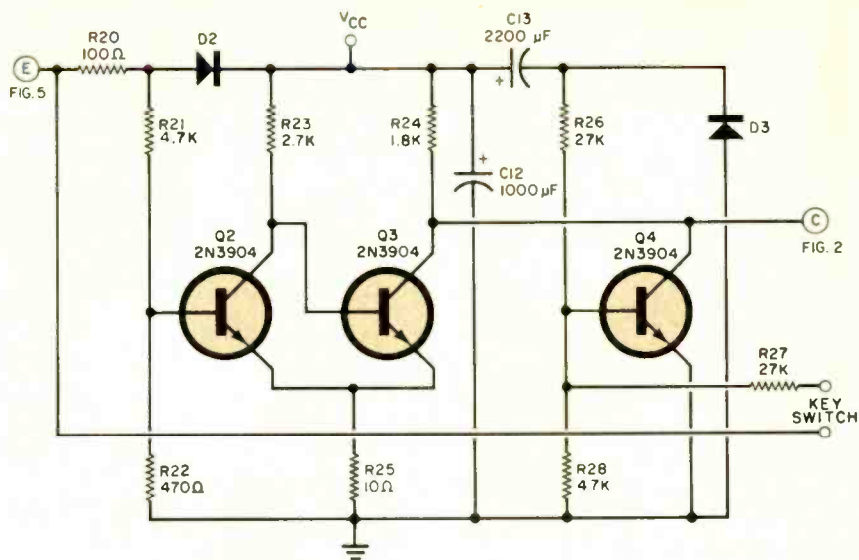 C13
2200 µF
VCC
R20
100Ω
D2
E
FIG. 5
+
R21
4.7K
R23
2.7K
R24
1.8K
R26
27K
D3
+
C12
1000 µF
C
FIG. 2
Q2
2N3904
Q3
2N3904
Q4
2N3904
R27
27K
KEY
SWITCH
R22
470Ω
R25
10Ω
R28
4.7K